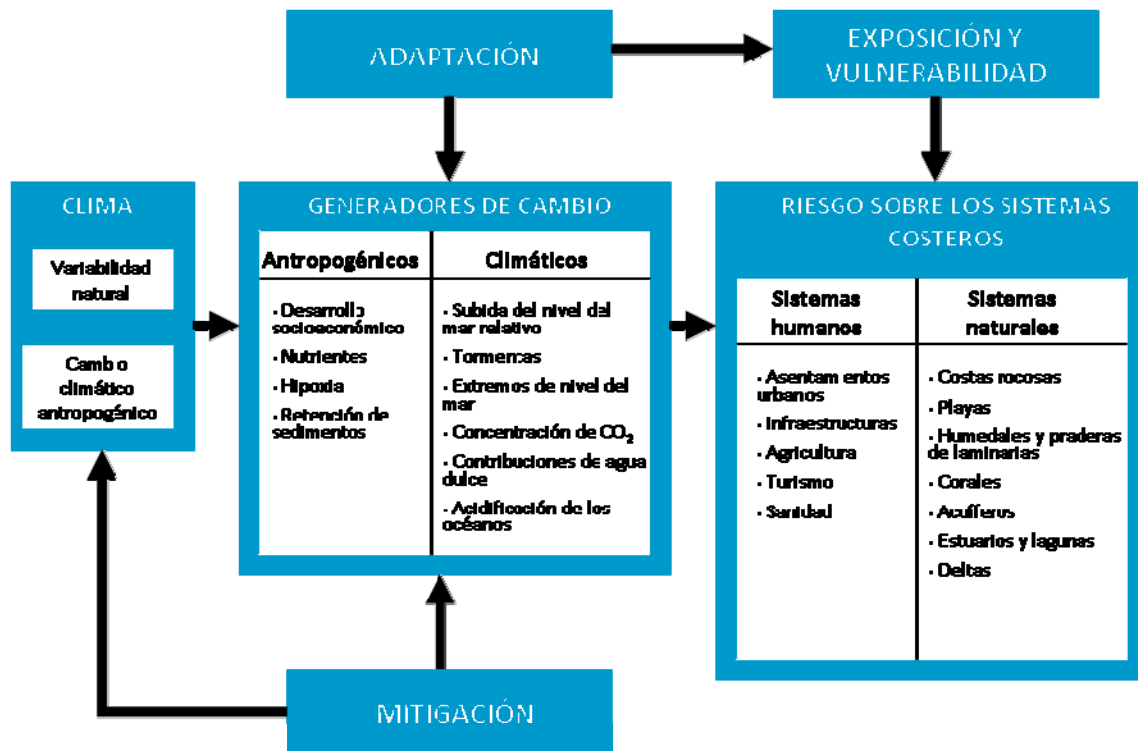 ADAPTACIÓN
EXPOSICIÓN Y
VULNERABILIDAD
CLIMA
Variabilidad
natural
Cambio
climático
antropogénico
GENERADORES DE CAMBIO
Antropogénicos
- Desarrollo
socioeconómico
- Nutrientes
- Hipoxia
- Retención de
sedimentos
Climáticos
- Subida del nivel del
mar relativo
- Tormentas
- Extremos de nivel del
mar
- Concentración de CO₂
- Contribuciones de agua
dulce
- Acidificación de los
océanos
RIESGO SOBRE LOS SISTEMAS
COSTEROS
Sistemas
humanos
- Asentamientos
urbanos
- Infraestructuras
- Agricultura
- Turismo
- Sanidad
Sistemas
naturales
- Costas rocosas
- Playas
- Humedales y praderas
de laminarias
- Corales
- Acuíferos
- Estuarios y lagunas
- Deltas
MITIGACIÓN